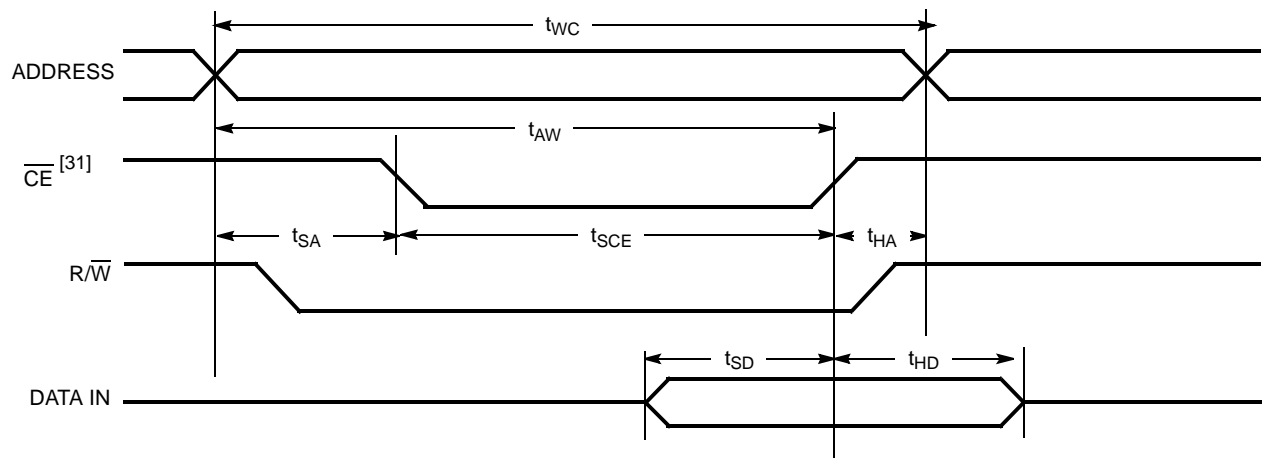 tWC
ADDRESS
tAW
CE [31]
tSA
tSCE
tHA
R/W
tSD
tHD
DATA IN